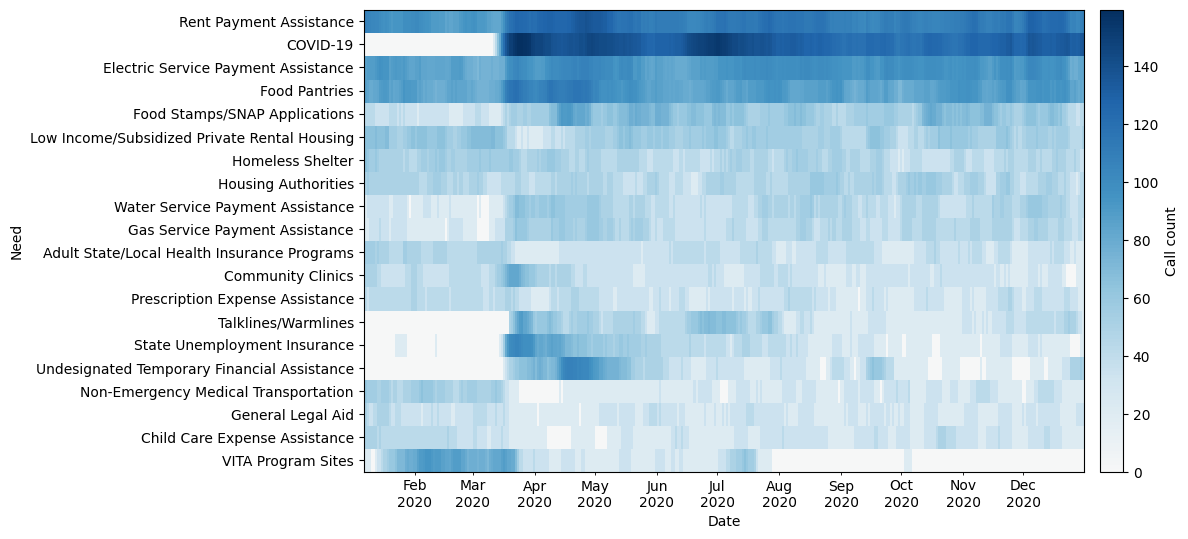 Rent Payment Assistance
COVID-19
Electric Service Payment Assistance
Food Pantries
Food Stamps/SNAP Applications
Low Income/Subsidized Private Rental Housing
Homeless Shelter
Housing Authorities
Water Service Payment Assistance
Gas Service Payment Assistance
Adult State/Local Health Insurance Programs
Community Clinics
Prescription Expense Assistance
Talklines/Warmlines
State Unemployment Insurance
Undesignated Temporary Financial Assistance
Non-Emergency Medical Transportation
General Legal Aid
Child Care Expense Assistance
VITA Program Sites
Need
Feb Mar Apr May Jun Jul Aug Sep Oct Nov Dec
2020 2020 2020 2020 2020 2020 2020 2020 2020 2020 2020
Date
140
120
100
80
60
40
20
0
Call count